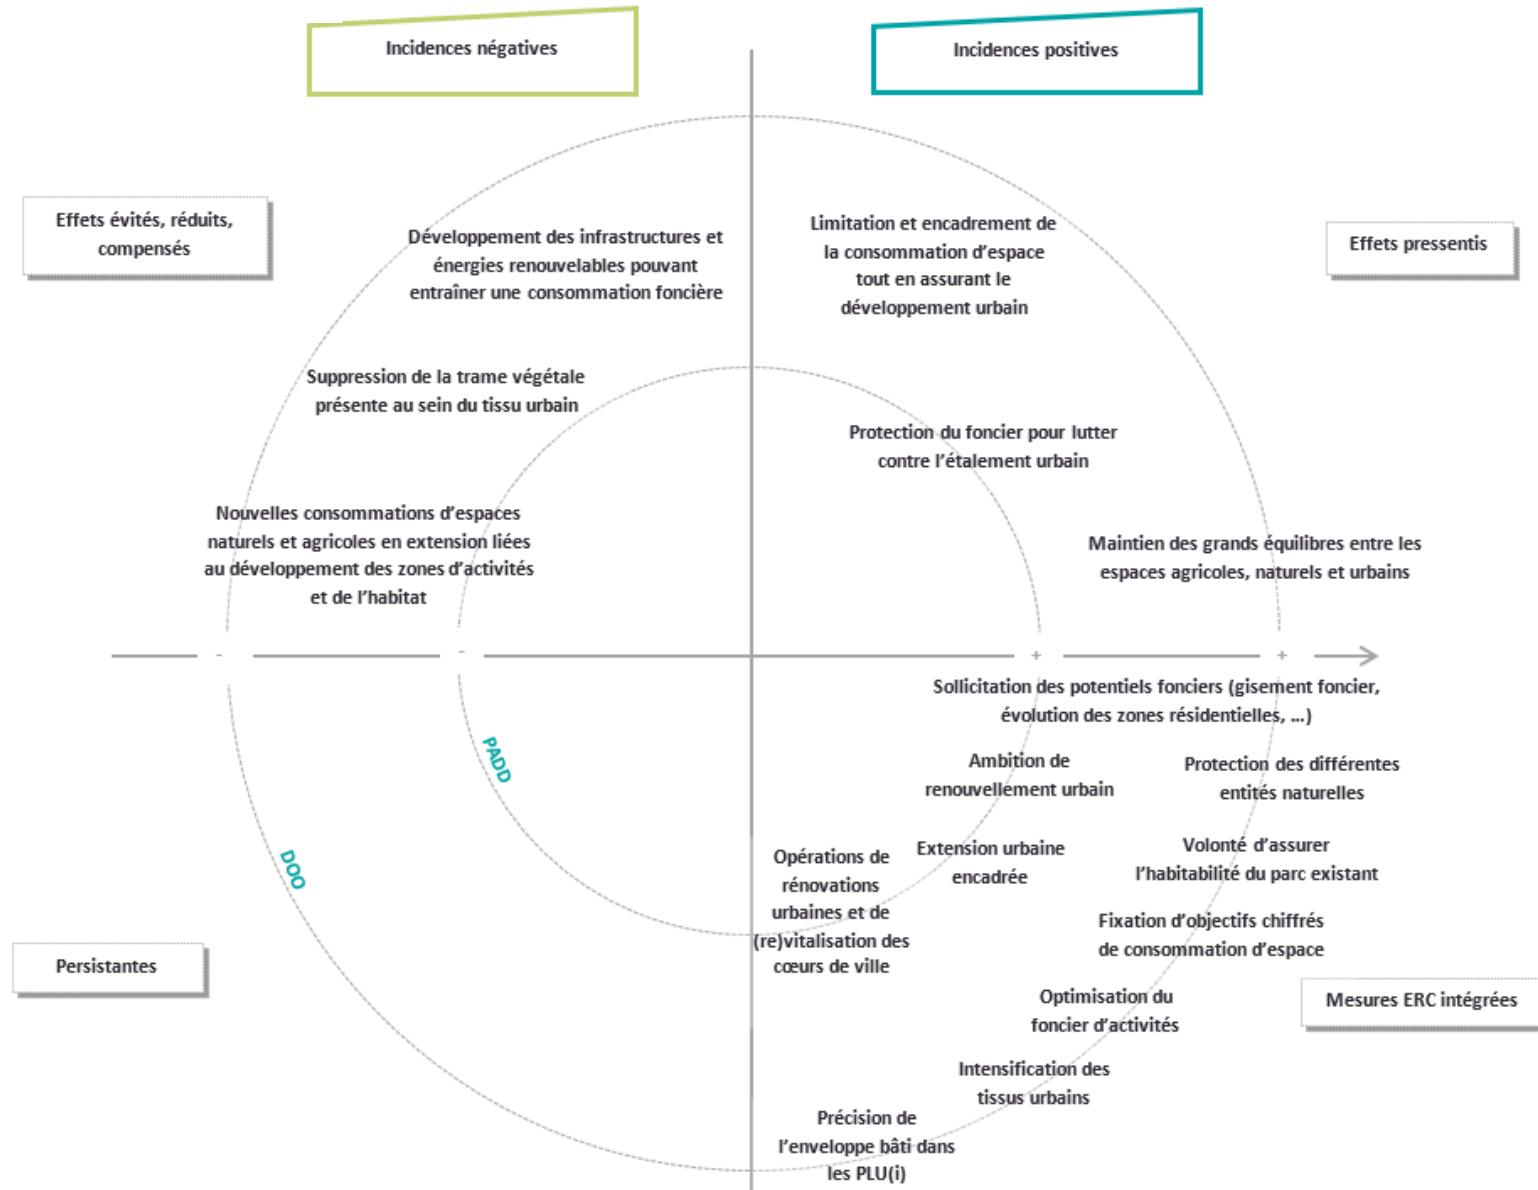 Incidences négatives
Incidences positives
Effets évités, réduits,
compensés
Développement des infrastructures et
énergies renouvelables pouvant
entraîner une consommation foncière
Limitation et encadrement de
la consommation d'espace
tout en assurant le
développement urbain
Effets pressentis
Suppression de la trame végétale
présente au sein du tissu urbain
Protection du foncier pour lutter
contre l'étalement urbain
Nouvelles consommations d'espaces
naturels et agricoles en extension liées
au développement des zones d'activités
et de l'habitat
Maintien des grands équilibres entre les
espaces agricoles, naturels et urbains
- - + +
Sollicitation des potentiels fonciers (gisement foncier,
évolution des zones résidentielles, ...)
PADD
Ambition de
renouvellement urbain
Protection des différentes
entités naturelles
DOO
Opérations de
rénovations
urbaines et de
(re)vitalisation des
cœurs de ville
Extension urbaine
encadrée
Volonté d'assurer
l'habitabilité du parc existant
Fixation d'objectifs chiffrés
de consommation d'espace
Persistantes
Mesures ERC intégrées
Optimisation du
foncier d'activités
Intensification des
tissus urbains
Précision de
l'enveloppe bâti dans
les PLU(i)